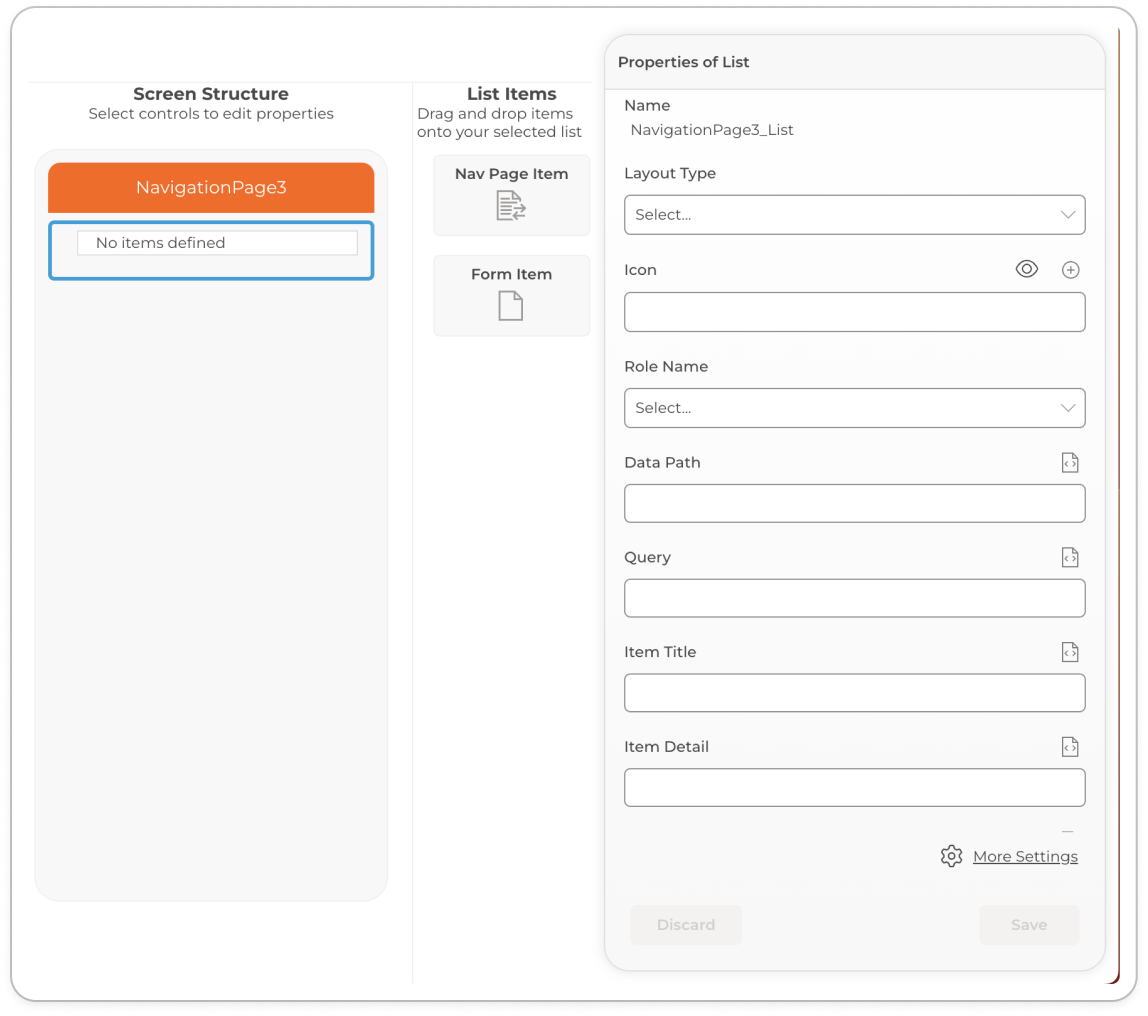 Screen Structure
Select controls to edit properties
NavigationPage3
No items defined
List Items
Drag and drop items
onto your selected list
Nav Page Item
Form Item
Properties of List
Name
NavigationPage3_List
Layout Type
Select...
Icon
Role Name
Select...
Data Path
Query
Item Title
Item Detail
More Settings
Discard
Save